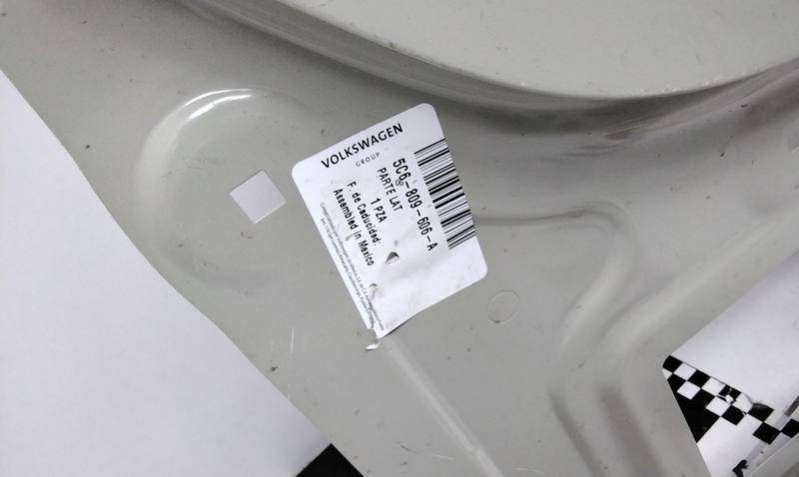 VOLKSWAGEN
GROUP
5C6-809-606-A
PARTE LAT
1 PZA
F. de Caducidad:
Assembled in Mexico